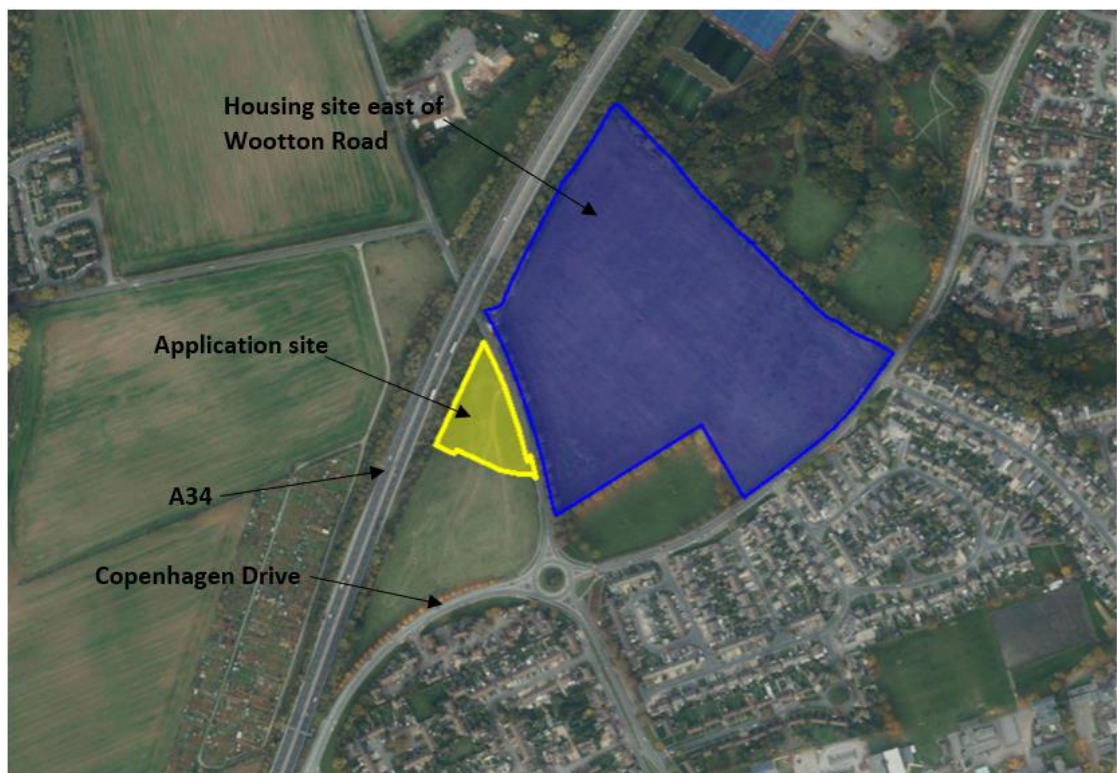 Housing site east of
Wootton Road
Application site
A34
Copenhagen Drive